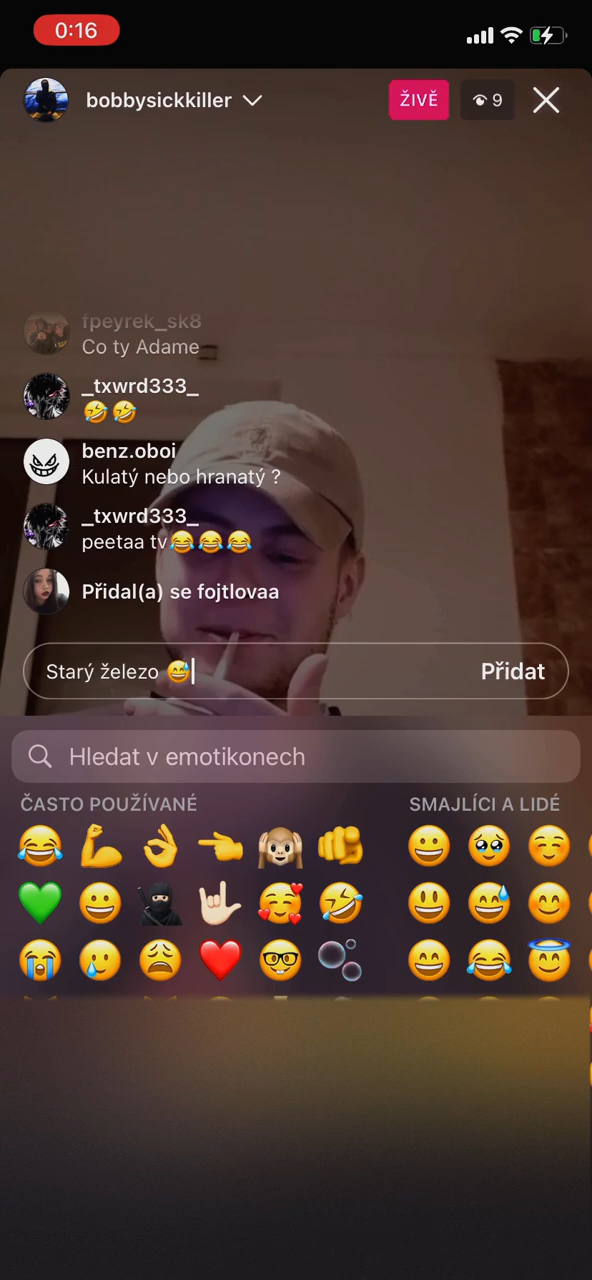 0:16
bobbysickkiller
ŽIVĚ
9
fpeyrek_sk8
Co ty Adame
_txwrd333_
🤣🤣
benz.oboi
Kulatý nebo hranatý ?
_txwrd333_
peetaa tv😂😂😂
Přidal(a) se fojtlovaa
Starý železo 😅
Přidat
Hledat v emotikonech
ČASTO POUŽÍVANÉ
SMAJLÍCI A LIDÉ